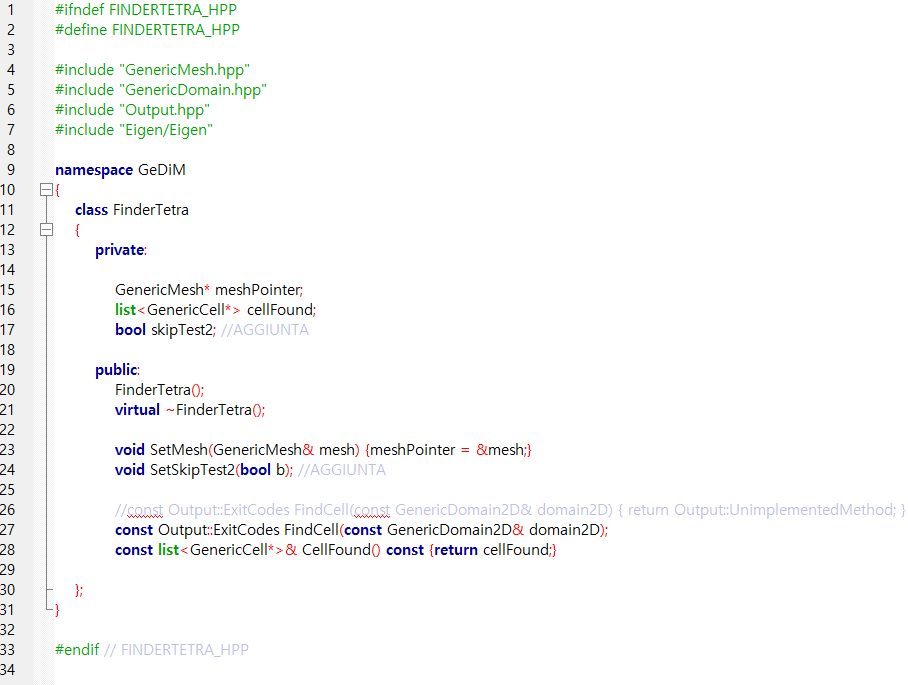 1 #ifndef FINDERTETRA_HPP
2 #define FINDERTETRA_HPP
3
4 #include "GenericMesh.hpp"
5 #include "GenericDomain.hpp"
6 #include "Output.hpp"
7 #include "Eigen/Eigen"
8
9 namespace GeDiM
10 {
11 class FinderTetra
12 {
13 private:
14
15 GenericMesh* meshPointer;
16 list<GenericCell*> cellFound;
17 bool skipTest2; //AGGIUNTA
18
19 public:
20 FinderTetra();
21 virtual ~FinderTetra();
22
23 void SetMesh(GenericMesh& mesh) {meshPointer = &mesh;}
24 void SetSkipTest2(bool b); //AGGIUNTA
25
26 //const Output::ExitCodes FindCell(const GenericDomain2D& domain2D) { return Output::UnimplementedMethod; }
27 const Output::ExitCodes FindCell(const GenericDomain2D& domain2D);
28 const list<GenericCell*>& CellFound() const {return cellFound;}
29
30 };
31 }
32
33 #endif // FINDERTETRA_HPP
34